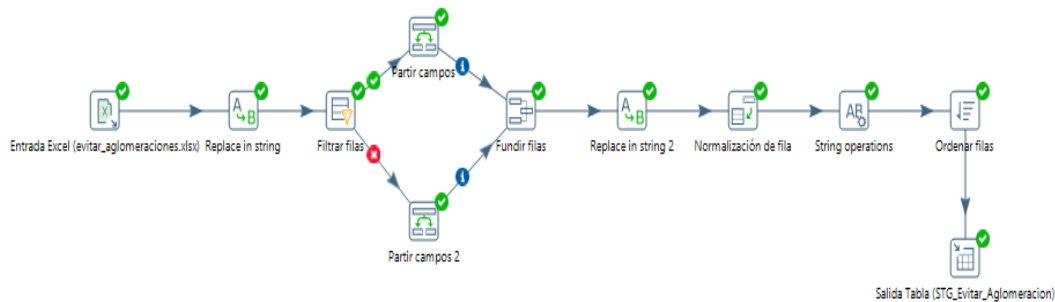 Partir campos
Entrada Excel (evitar_aglomeraciones.xlsx)
Replace in string
Filtrar filas
Fundir filas
Replace in string 2
Normalización de fila
String operations
Ordenar filas
Partir campos 2
Salida Tabla (STG_Evitar_Aglomeracion)